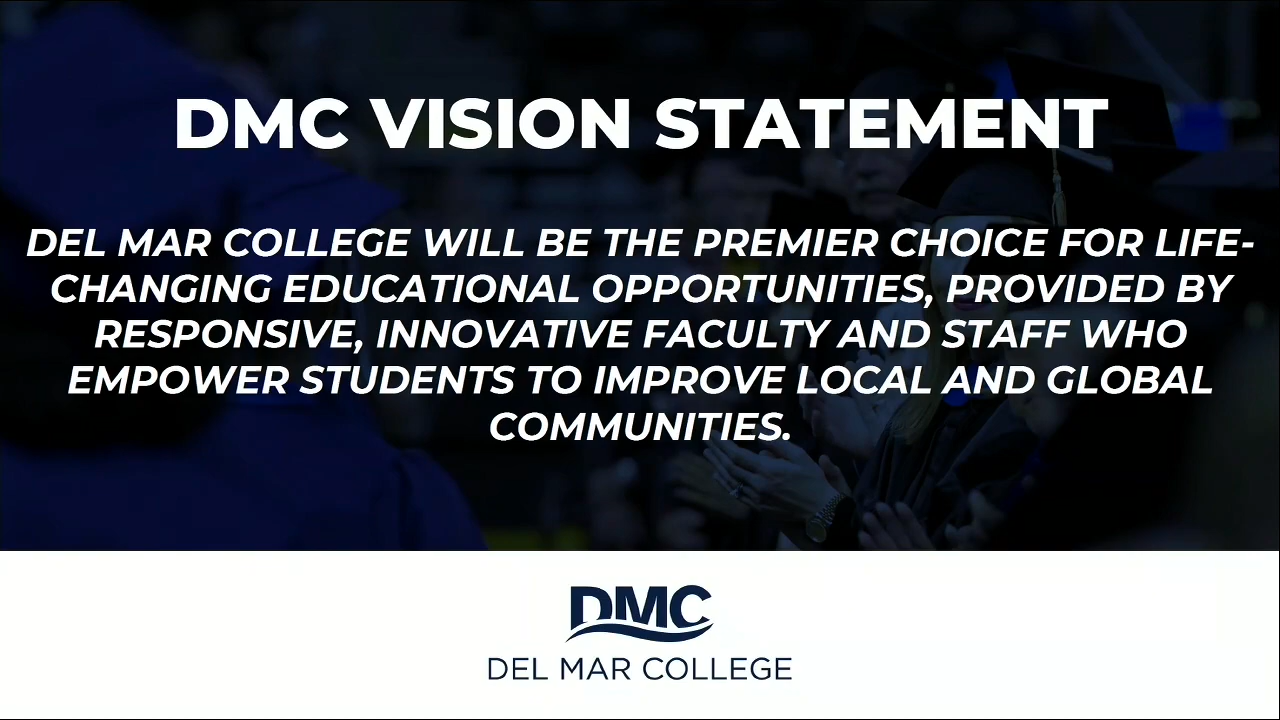 DMC VISION STATEMENT
DEL MAR COLLEGE WILL BE THE PREMIER CHOICE FOR LIFE-
CHANGING EDUCATIONAL OPPORTUNITIES, PROVIDED BY
RESPONSIVE, INNOVATIVE FACULTY AND STAFF WHO
EMPOWER STUDENTS TO IMPROVE LOCAL AND GLOBAL
COMMUNITIES.
DMC
DEL MAR COLLEGE